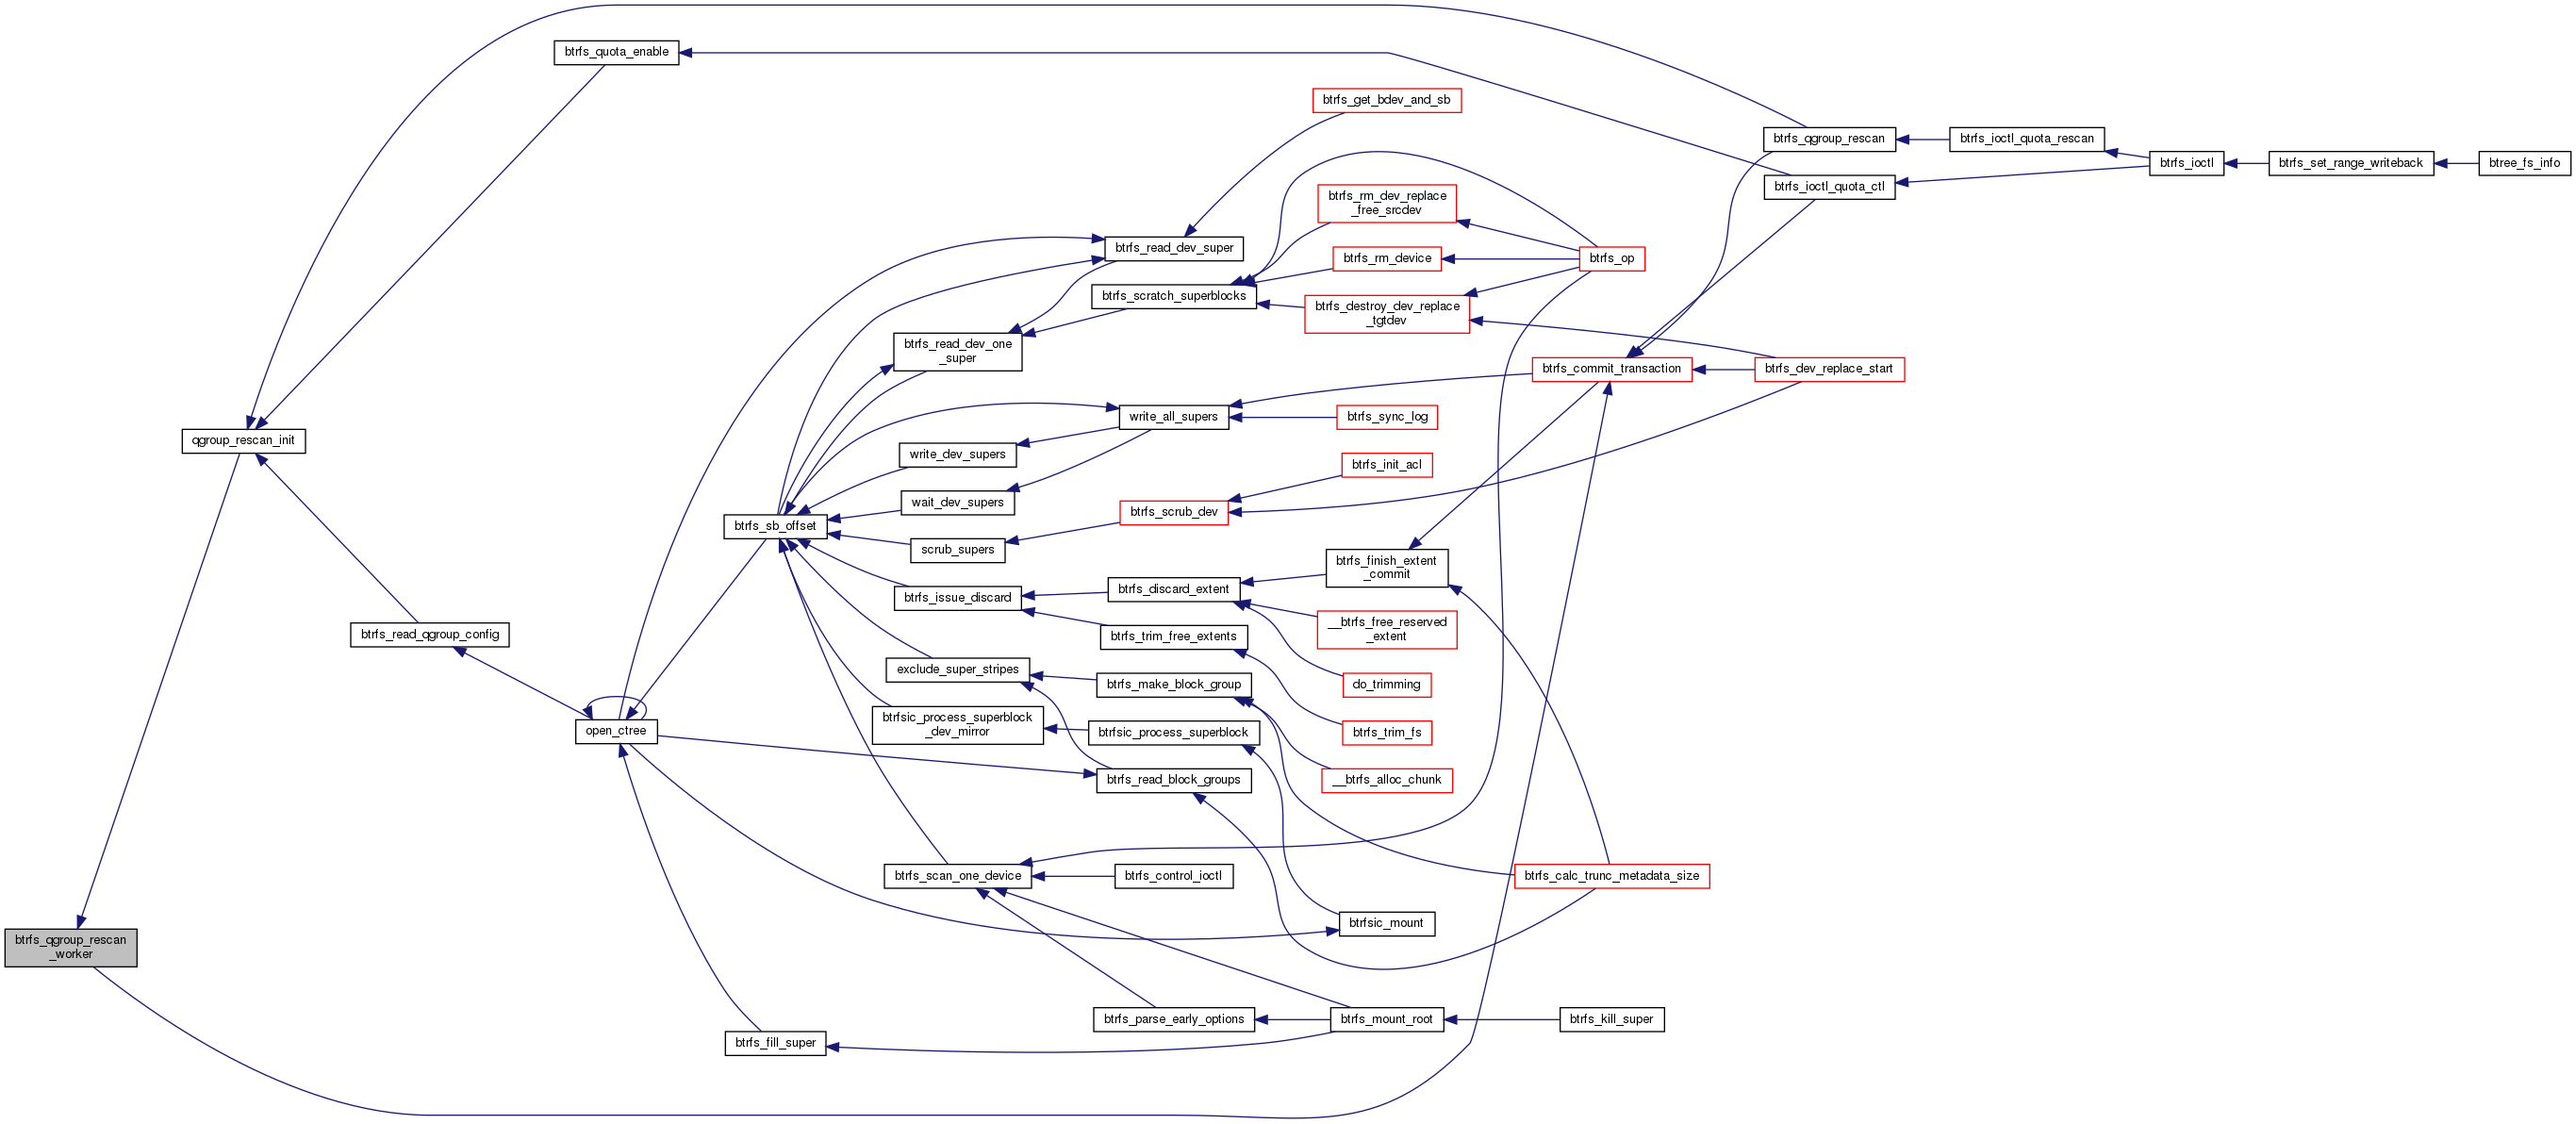 btrfs_quota_enable
btrfs_get_bdev_and_sb
btrfs_qgroup_rescan
btrfs_ioctl_quota_rescan
btrfs_ioctl
btrfs_set_range_writeback
btree_fs_info
btrfs_ioctl_quota_ctl
btrfs_rm_dev_replace
_free_srcdev
btrfs_read_dev_super
btrfs_rm_device
btrfs_op
btrfs_scratch_superblocks
btrfs_destroy_dev_replace
_tgtdev
btrfs_read_dev_one
_super
btrfs_commit_transaction
btrfs_dev_replace_start
write_all_supers
btrfs_sync_log
qgroup_rescan_init
write_dev_supers
btrfs_init_acl
wait_dev_supers
btrfs_scrub_dev
btrfs_sb_offset
scrub_supers
btrfs_finish_extent
_commit
btrfs_discard_extent
btrfs_issue_discard
__btrfs_free_reserved
_extent
btrfs_read_qgroup_config
btrfs_trim_free_extents
exclude_super_stripes
btrfs_make_block_group
do_trimming
btrfsic_process_superblock
_dev_mirror
open_ctree
btrfsic_process_superblock
btrfs_trim_fs
btrfs_read_block_groups
__btrfs_alloc_chunk
btrfs_scan_one_device
btrfs_control_ioctl
btrfs_calc_trunc_metadata_size
btrfsic_mount
btrfs_qgroup_rescan
_worker
btrfs_parse_early_options
btrfs_mount_root
btrfs_kill_super
btrfs_fill_super